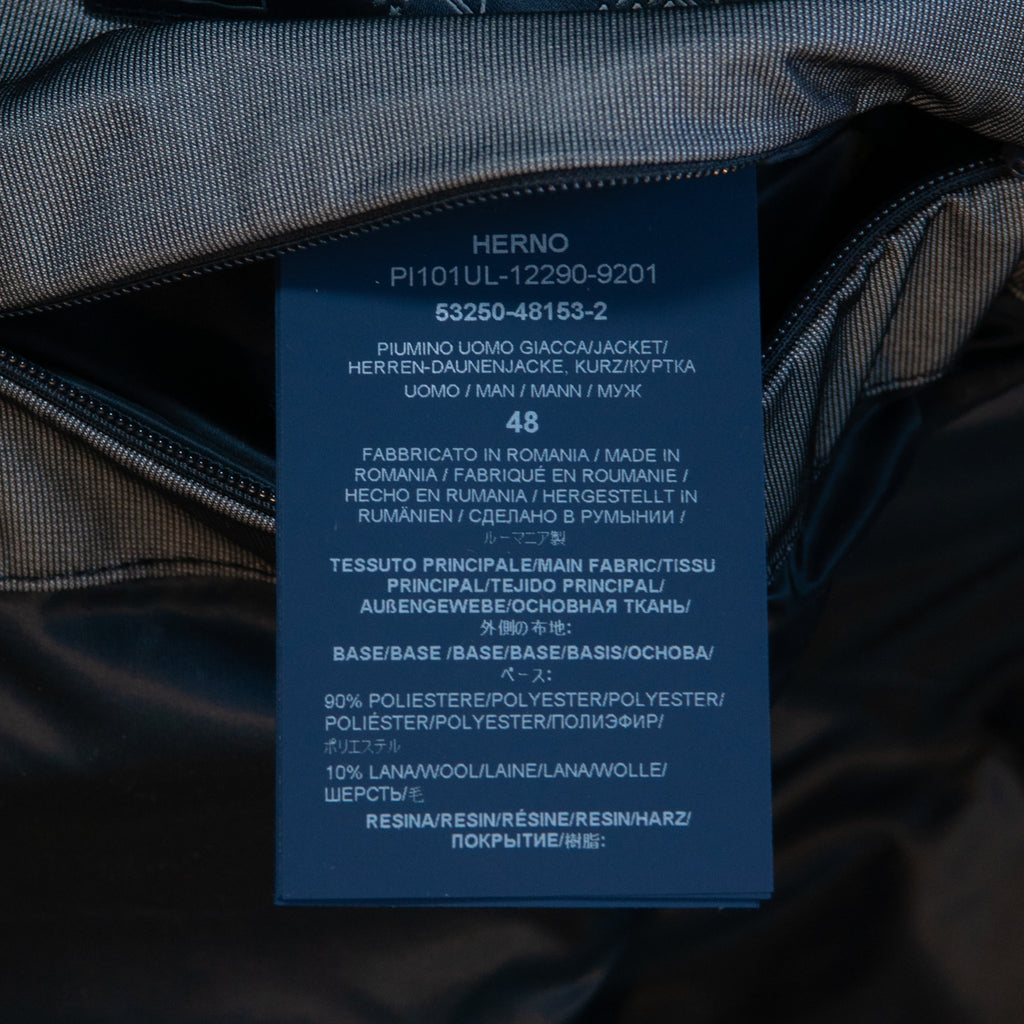 HERNO
PI101UL-12290-9201
53250-48153-2
PIUMINO UOMO GIACCA/JACKET/
HERREN-DAUNENJACKE, KURZ/КУРТКА
UOMO / MAN / MANN / МУЖ
48
FABBRICATO IN ROMANIA / MADE IN
ROMANIA / FABRIQUÉ EN ROUMANIE /
HECHO EN RUMANIA / HERGESTELLT IN
RUMÄNIEN / СДЕЛАНО В РУМЫНИИ /
ルーマニア製
TESSUTO PRINCIPALE/MAIN FABRIC/TISSU
PRINCIPAL/TEJIDO PRINCIPAL/
AUßENGEWEBE/ОСНОВНАЯ ТКАНЬ/
外側の布地:
BASE/BASE /BASE/BASE/BASIS/ОСНОВА/
ベース:
90% POLIESTERE/POLYESTER/POLYESTER/
POLIÉSTER/POLYESTER/ПОЛИЭФИР/
ポリエステル
10% LANA/WOOL/LAINE/LANA/WOLLE/
ШЕРСТЬ/毛
RESINA/RESIN/RÉSINE/RESIN/HARZ/
ПОКРЫТИЕ/樹脂: